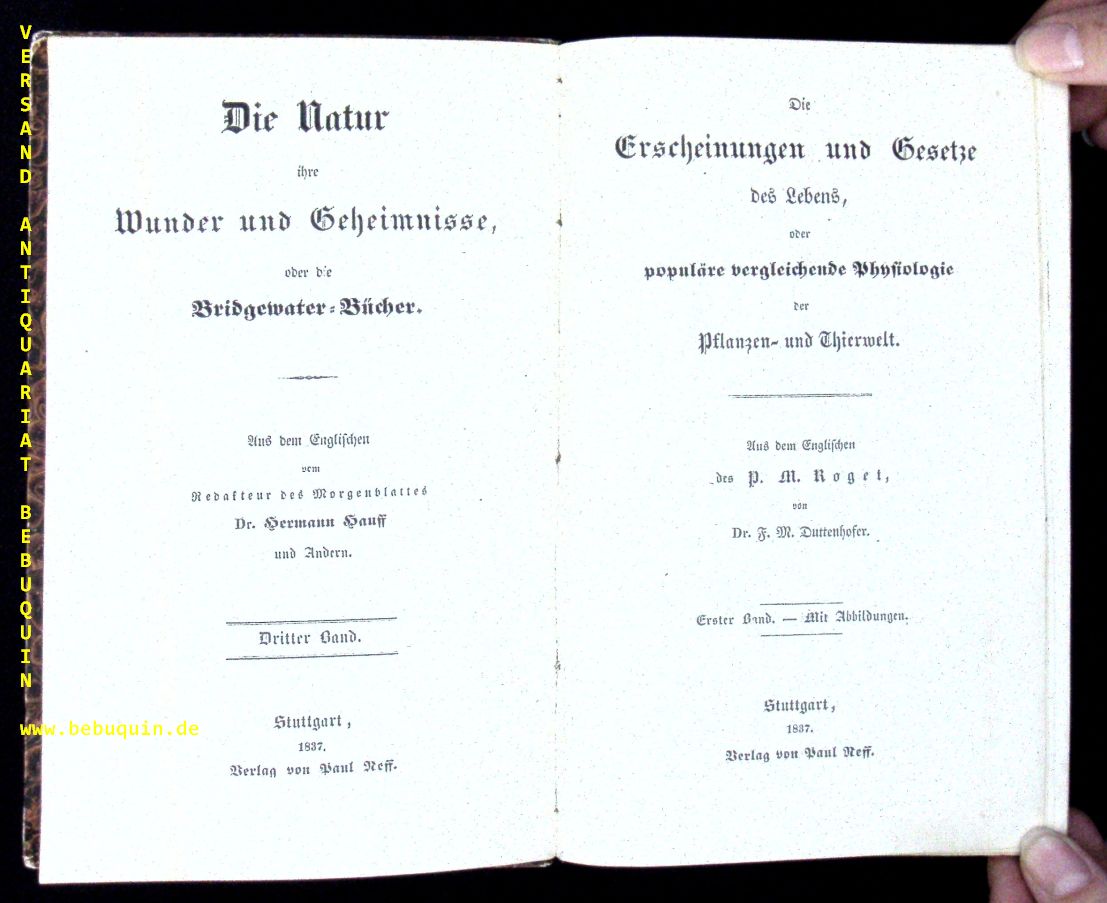 Die Natur
ihre
Wunder und Geheimnisse,
oder die
Bridgewater-Bücher.
Aus dem Englischen
vom
Redakteur des Morgenblattes
Dr. Hermann Hauff
und Andern.
Dritter Band.
Stuttgart,
1837.
Verlag von Paul Neff.
Die
Erscheinungen und Gesetze
des Lebens,
oder
populäre vergleichende Physiologie
der
Pflanzen- und Thierwelt.
Aus dem Englischen
des P. M. Roget,
von
Dr. F. M. Duttenhofer.
Erster Band. — Mit Abbildungen.
Stuttgart,
1837.
Verlag von Paul Neff.
VERSAND ANTIQUARIAT BEBUQUIN
www.bebuquin.de